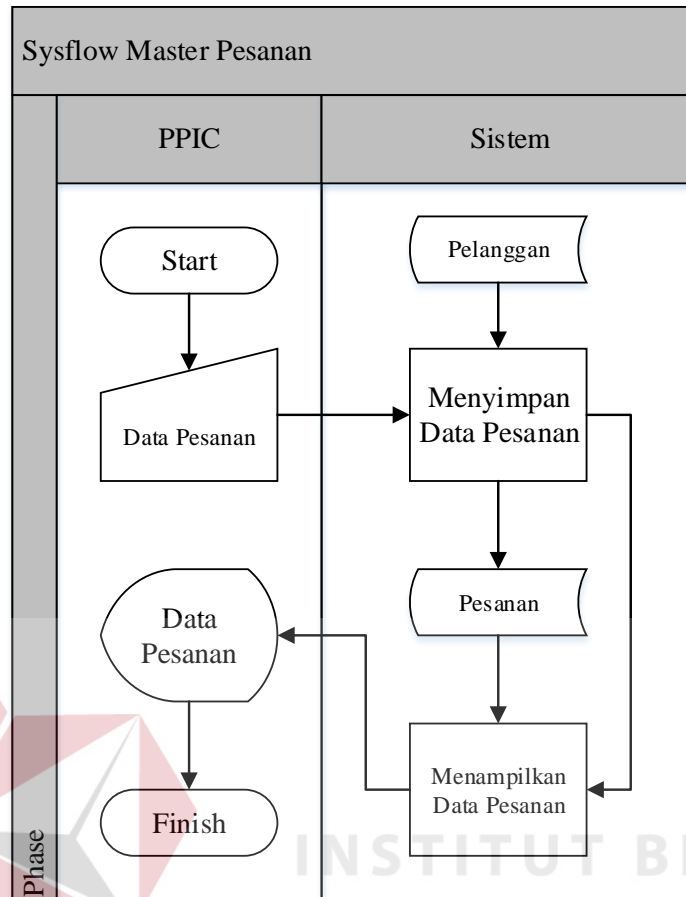 Sysflow Master Pesanan
PPIC
Sistem
Start
Pelanggan
Data Pesanan
Menyimpan
Data Pesanan
Data
Pesanan
Pesanan
Menampilkan
Data Pesanan
Finish
Phase
INSTITUT